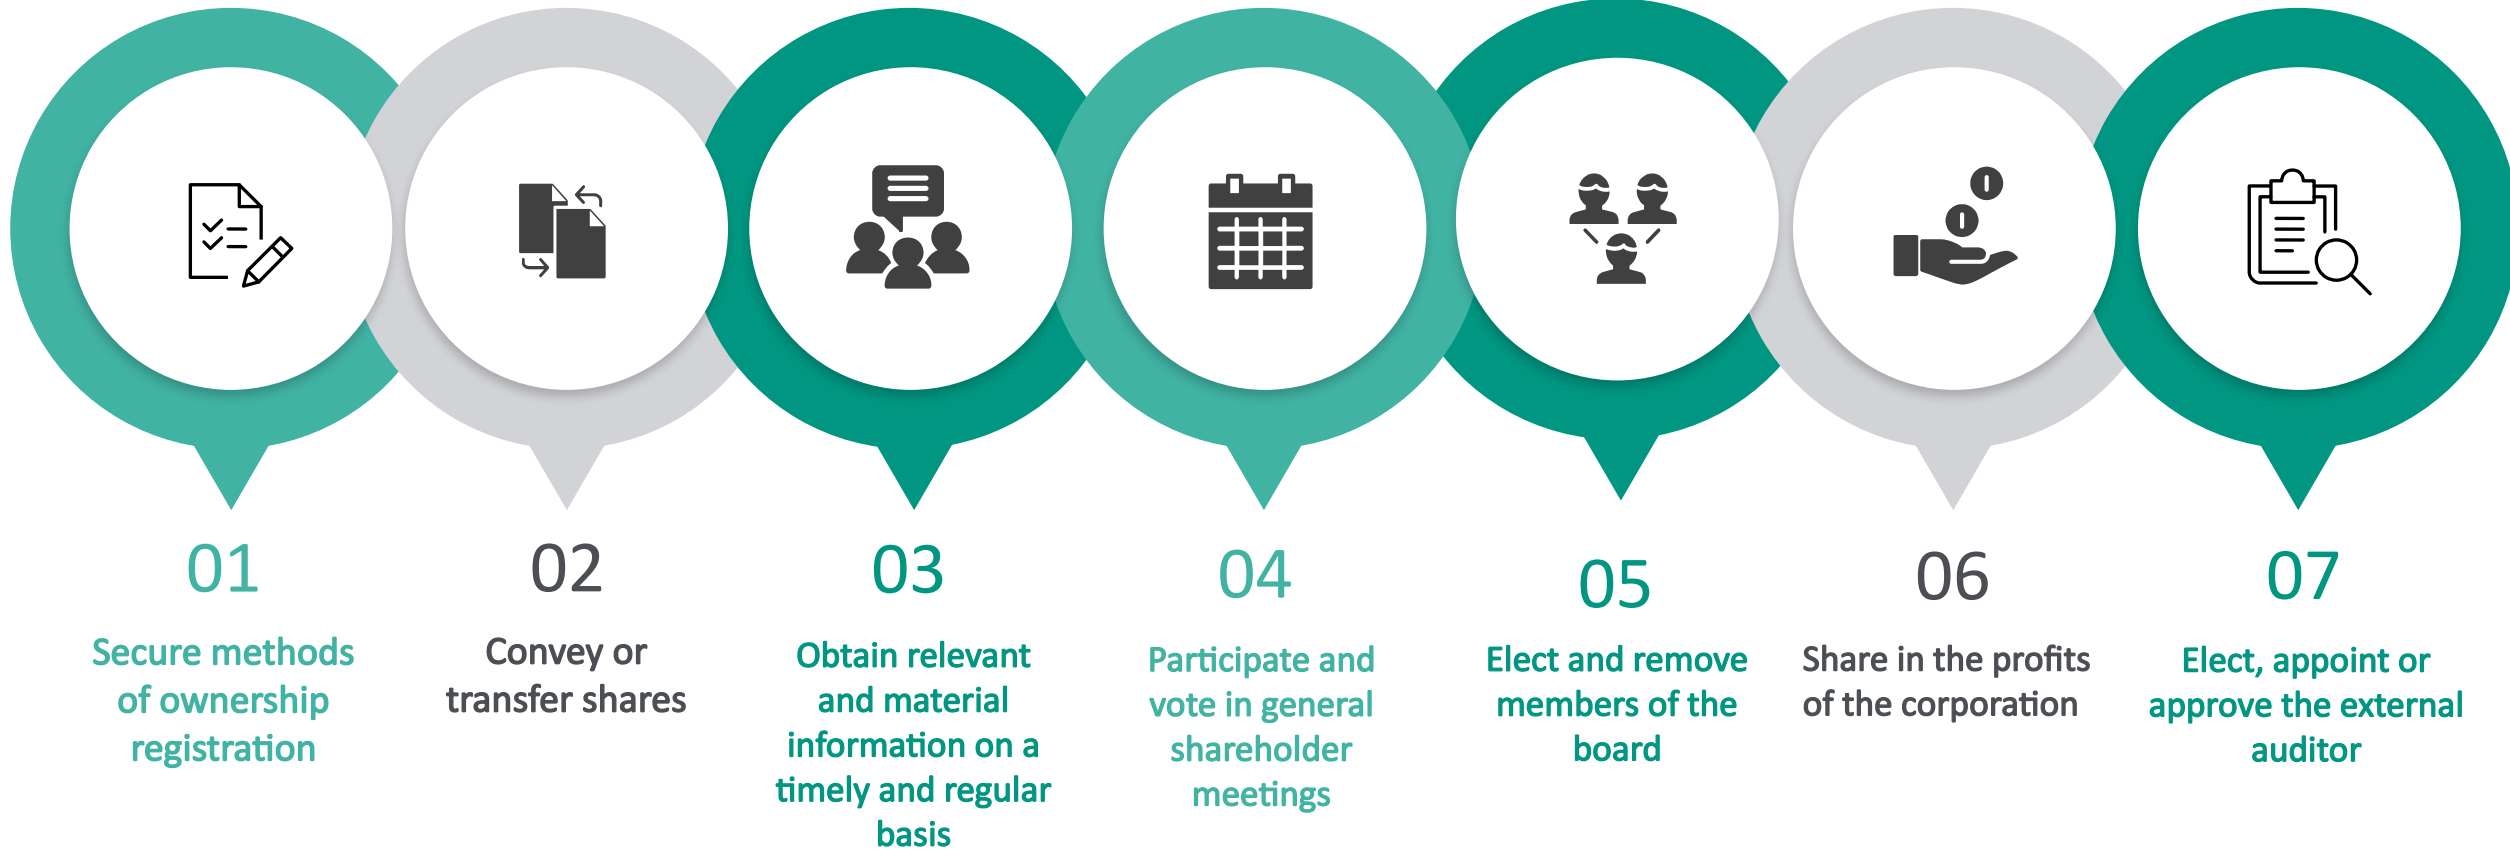 01
Secure methods
of ownership
registration
02
Convey or
transfer shares
03
Obtain relevant
and material
information on a
timely and regular
basis
04
Participate and
vote in general
shareholder
meetings
05
Elect and remove
members of the
board
06
Share in the profits
of the corporation
07
Elect, appoint or
approve the external
auditor